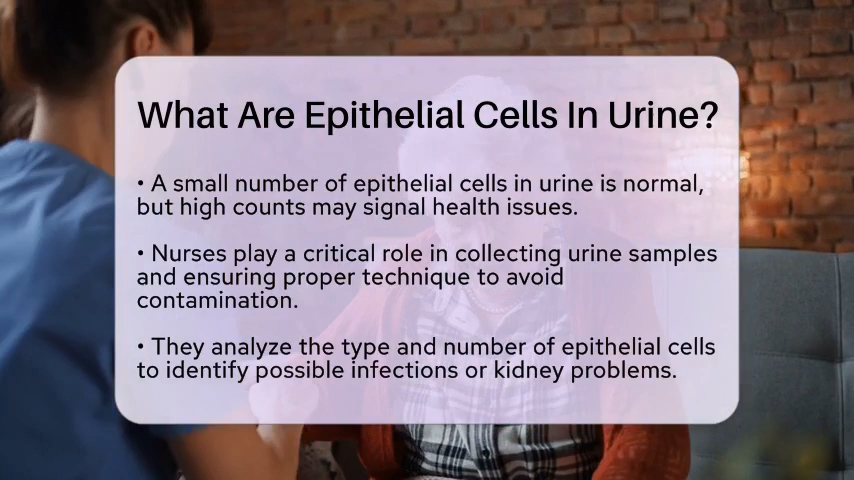 What Are Epithelial Cells In Urine?
• A small number of epithelial cells in urine is normal,
but high counts may signal health issues.
• Nurses play a critical role in collecting urine samples
and ensuring proper technique to avoid
contamination.
• They analyze the type and number of epithelial cells
to identify possible infections or kidney problems.